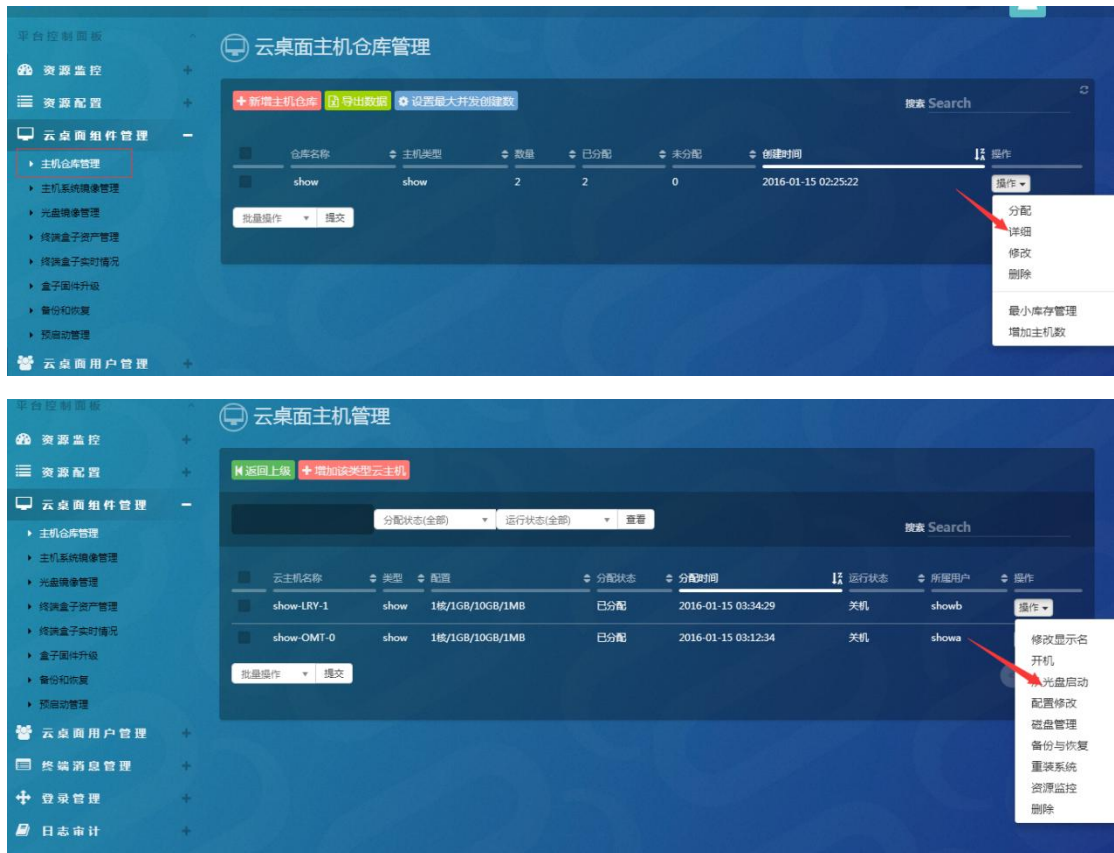 平台控制面板
资源监控
资源配置
云桌面组件管理
主机仓库管理
主机系统镜像管理
光盘镜像管理
终端盒子资产管理
终端盒子实时情况
盒子固件升级
备份和恢复
预启动管理
云桌面用户管理
云桌面主机仓库管理
新增主机仓库 导出数据 设置最大并发创建数
搜索 Search
仓库名称 主机类型 数量 已分配 未分配 创建时间 操作
show show 2 2 0 2016-01-15 02:25:22 操作
批量操作 提交
分配
详细
修改
删除
最小库存管理
增加主机数
平台控制面板
资源监控
资源配置
云桌面组件管理
主机仓库管理
主机系统镜像管理
光盘镜像管理
终端盒子资产管理
终端盒子实时情况
盒子固件升级
备份和恢复
预启动管理
云桌面用户管理
终端消息管理
登录管理
日志审计
云桌面主机管理
返回上级 增加该类型云主机
分配状态(全部) 运行状态(全部) 查看
搜索 Search
云主机名称 类型 配置 分配状态 分配时间 运行状态 所属用户 操作
show-LRY-1 show 1核/1GB/10GB/1MB 已分配 2016-01-15 03:34:29 关机 showb 操作
show-OMT-0 show 1核/1GB/10GB/1MB 已分配 2016-01-15 03:12:34 关机 showa
批量操作 提交
修改显示名
开机
从光盘启动
配置修改
磁盘管理
备份与恢复
重装系统
资源监控
删除